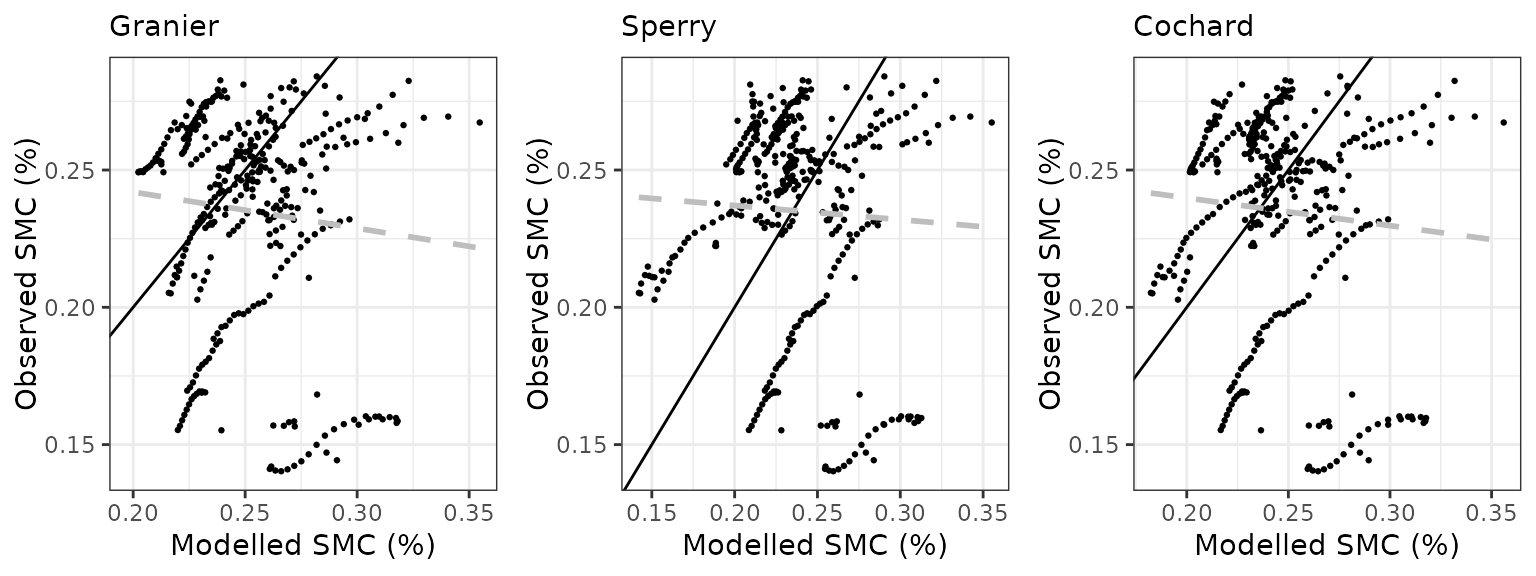 Granier
Observed SMC (%)
0.25
0.20
0.15
0.20 0.25 0.30 0.35
Modelled SMC (%)
Sperry
Observed SMC (%)
0.25
0.20
0.15
0.15 0.20 0.25 0.30 0.35
Modelled SMC (%)
Cochard
Observed SMC (%)
0.25
0.20
0.15
0.20 0.25 0.30 0.35
Modelled SMC (%)